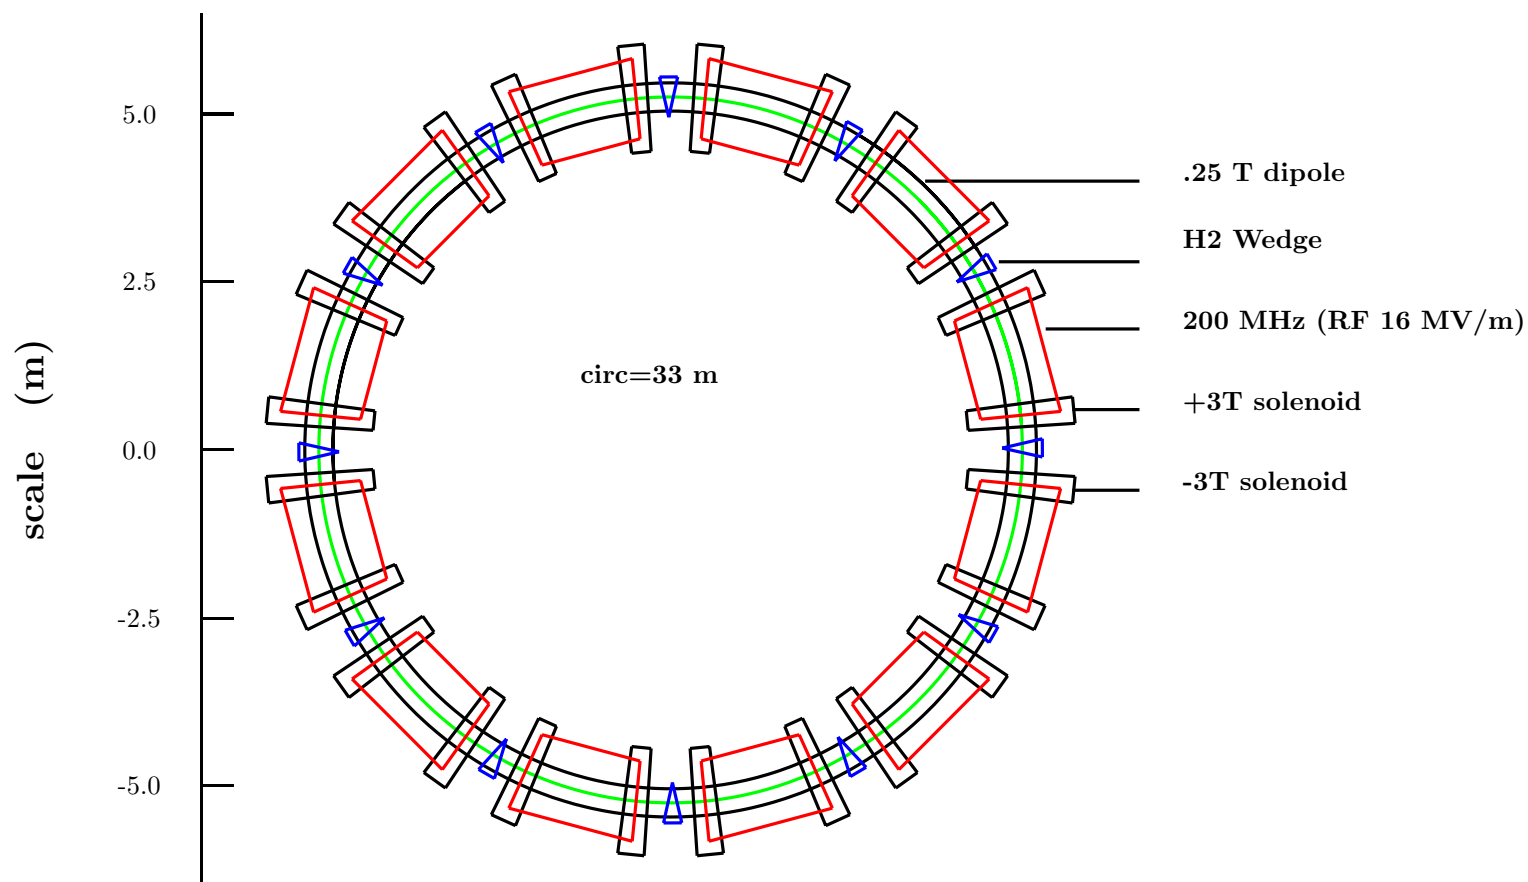 5.0
.25 T dipole
H2 Wedge
2.5
200 MHz (RF 16 MV/m)
circ=33 m
+3T solenoid
0.0
-3T solenoid
scale (m)
-2.5
-5.0